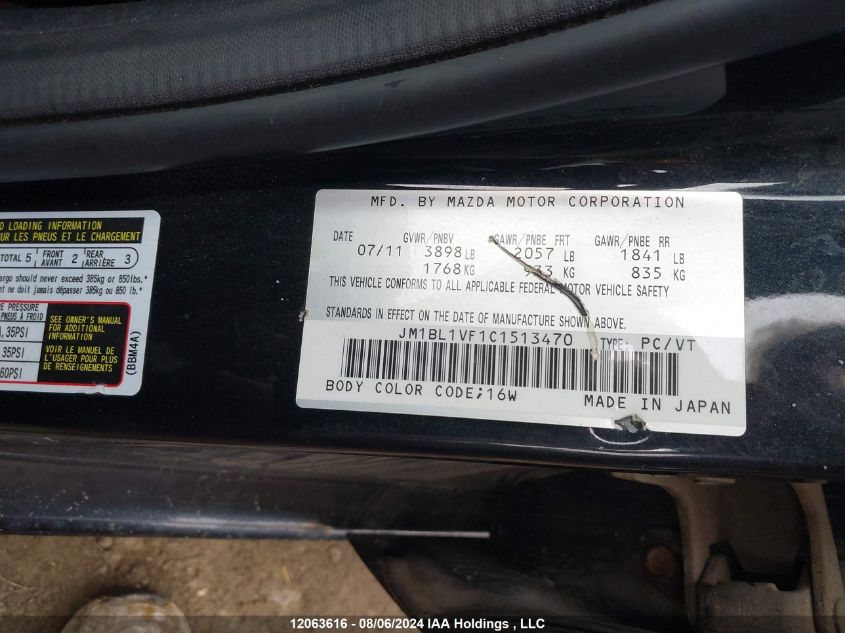 D LOADING INFORMATION
UR LES PNEUS ET LE CHARGEMENT
TOTAL 5 FRONT AVANT 2 REAR ARRIÈRE 3
argo should never exceed 385kg or 850lbs.*
nt ne doit jamais dépasser 385kg ou 850 lb.*
E PRESSURE
PNEUS À FROID
, 35PSI
35PSI
60PSI
SEE OWNER'S MANUAL
FOR ADDITIONAL
INFORMATION
VOIR LE MANUEL DE
L'USAGER POUR PLUS
DE RENSEIGNEMENTS
(BBM4A)
MFD. BY MAZDA MOTOR CORPORATION
DATE GVWR/PNBV GAWR/PNBE FRT GAWR/PNBE RR
07/11 3898 LB 2057 LB 1841 LB
1768 KG 933 KG 835 KG
THIS VEHICLE CONFORMS TO ALL APPLICABLE FEDERAL MOTOR VEHICLE SAFETY
STANDARDS IN EFFECT ON THE DATE OF MANUFACTURE SHOWN ABOVE.
JM1BL1VF1C1513470 TYPE: PC/VT
BODY COLOR CODE;16W
MADE IN JAPAN
12063616 - 08/06/2024 IAA Holdings , LLC